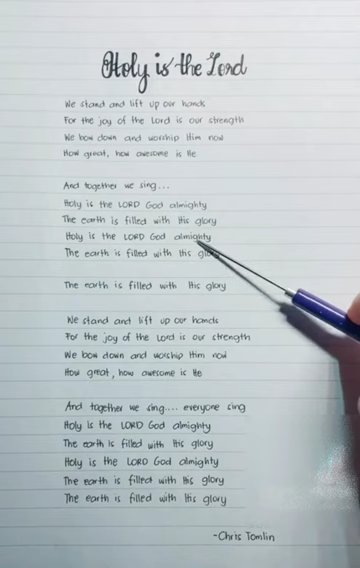 Holy is the Lord
We stand and lift up our hands
For the joy of the Lord is our strength
We bow down and worship Him now
How great, how awesome is He
And together we sing...
Holy is the LORD God almighty
The earth is filled with His glory
Holy is the LORD God almighty
The earth is filled with His glory
The earth is filled with His glory
We stand and lift up our hands
For the joy of the Lord is our strength
We bow down and worship Him now
How great, how awesome is He
And together we sing.... everyone sing
Holy is the LORD God almighty
The earth is filled with His glory
Holy is the LORD God almighty
The earth is filled with His glory
The earth is filled with His glory
-Chris Tomlin